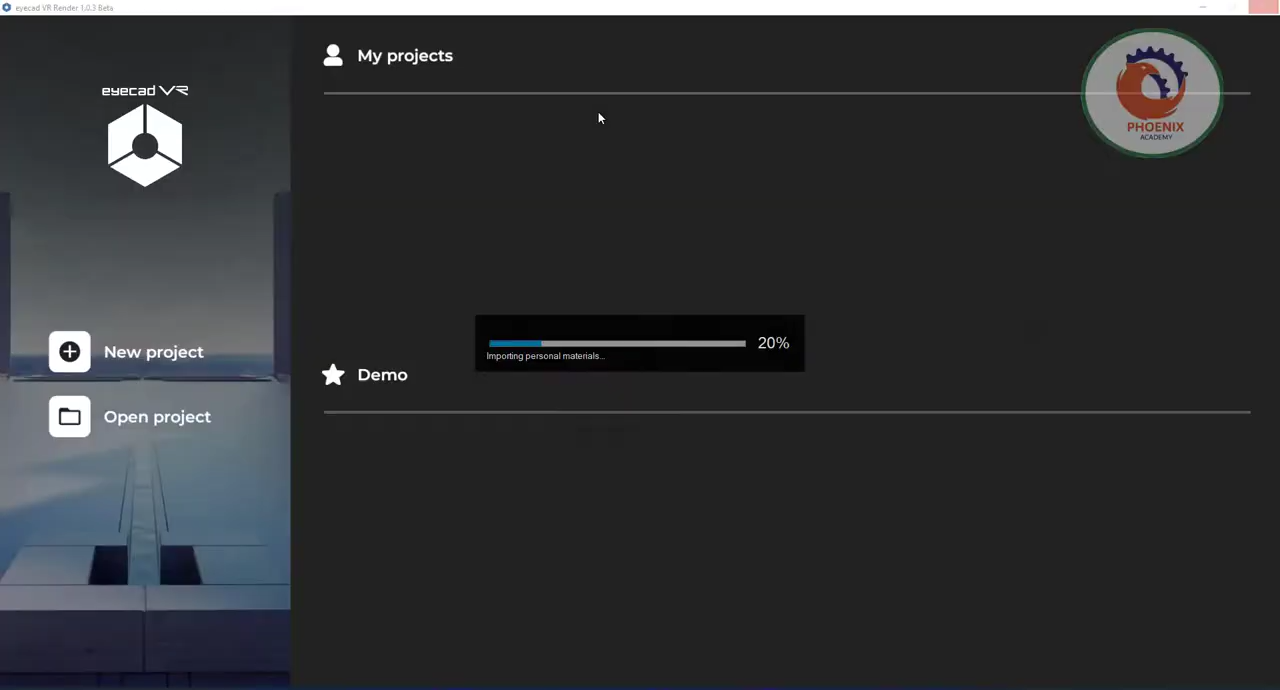 eyecad VR Render 1.0.3 Beta
My projects
PHOENIX
ACADEMY
eyecad VR
20%
Importing personal materials...
New project
Demo
Open project